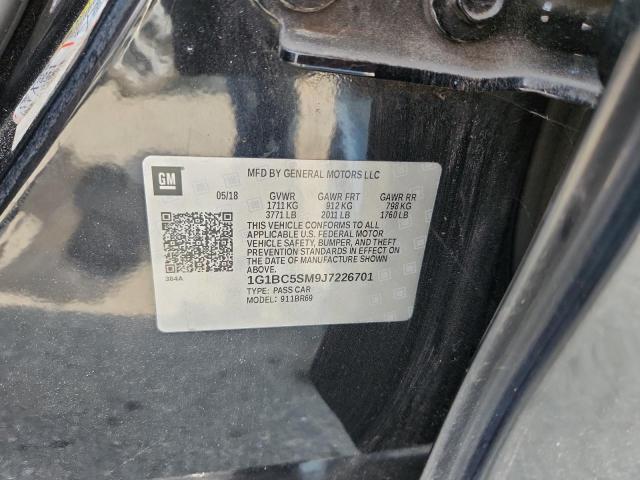 GM
MFD BY GENERAL MOTORS LLC
05/18 GVWR GAWR FRT GAWR RR
1711 KG 912 KG 798 KG
3771 LB 2011 LB 1760 LB
THIS VEHICLE CONFORMS TO ALL
APPLICABLE U.S. FEDERAL MOTOR
VEHICLE SAFETY, BUMPER, AND THEFT
PREVENTION STANDARDS IN EFFECT ON
THE DATE OF MANUFACTURE SHOWN ABOVE.
384A
1G1BC5SM9J7226701
TYPE: PASS CAR
MODEL: 911BR69